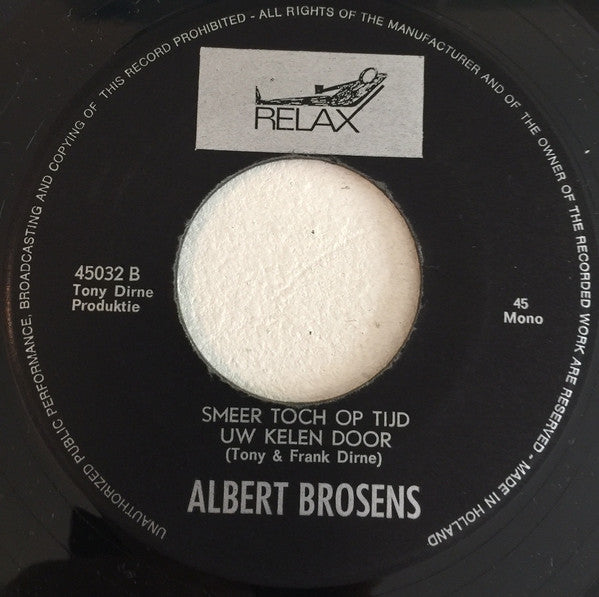 UNAUTHORIZED PUBLIC PERFORMANCE, BROADCASTING AND COPYING OF THIS RECORD PROHIBITED - ALL RIGHTS OF THE MANUFACTURER AND OF THE OWNER OF THE RECORDED WORK ARE RESERVED - MADE IN HOLLAND
RELAX
45032 B
Tony Dirne
Produktie
45
Mono
SMEER TOCH OP TIJD
UW KELEN DOOR
(Tony & Frank Dirne)
ALBERT BROSENS